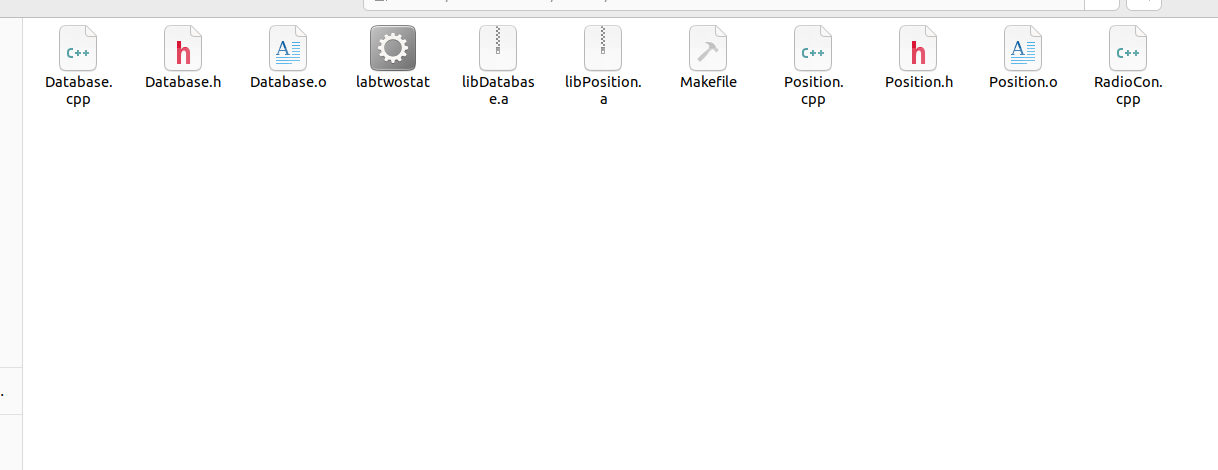 Database.
cpp
Database.h
Database.o
labtwostat
libDatabas
e.a
libPosition.
a
Makefile
Position.
cpp
Position.h
Position.o
RadioCon.
cpp